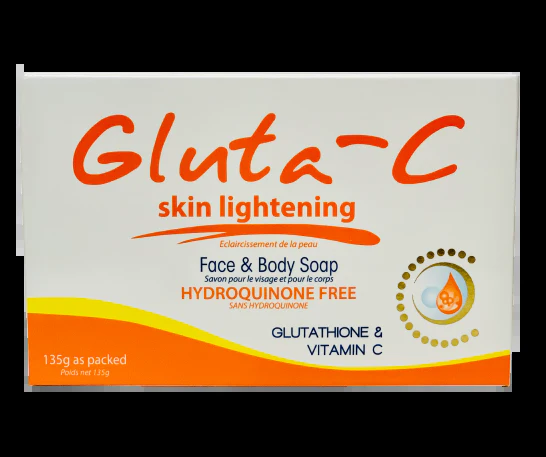 Gluta-C
skin lightening
Eclaircissement de la peau
Face & Body Soap
Savon pour le visage et pour le corps
HYDROQUINONE FREE
SANS HYDROQUINONE
GLUTATHIONE &
VITAMIN C
135g as packed
Poids net 135g